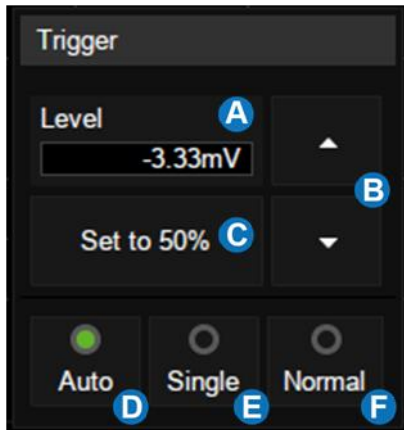 Trigger
Level A
-3.33mV
B
Set to 50% C
Auto Single Normal
D E F